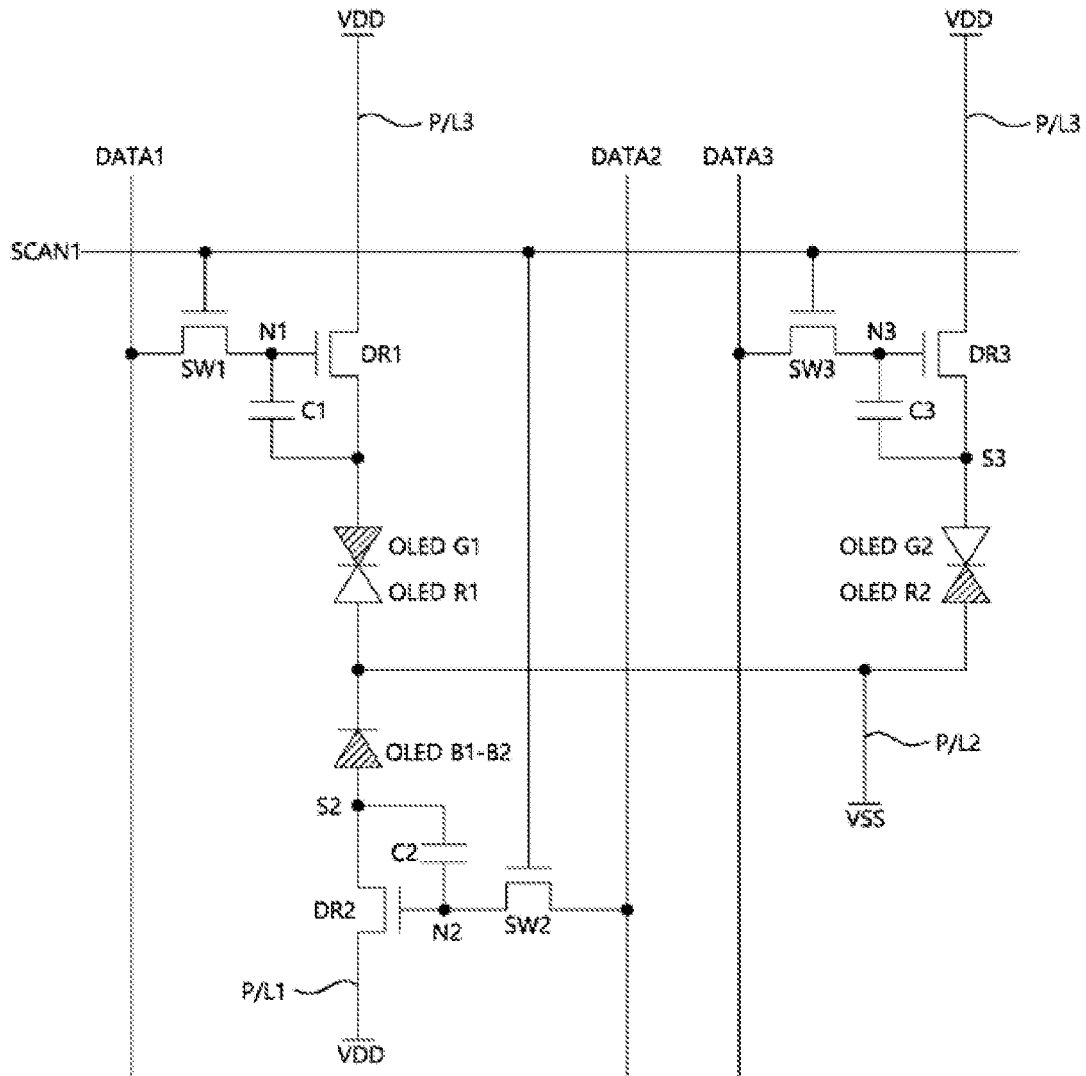 VDD
VDD
P/L3
P/L3
DATA1
DATA2
DATA3
SCAN1
N1
N3
SW1
DR1
SW3
DR3
C1
C3
S3
OLED G1
OLED G2
OLED R1
OLED R2
OLED B1-B2
P/L2
S2
VSS
C2
DR2
N2
SW2
P/L1
VDD